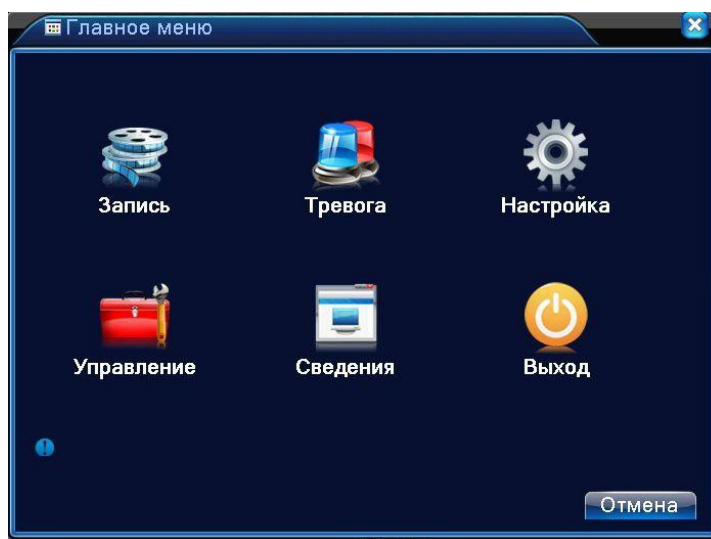 Главное меню
Запись Тревога Настройка
Управление Сведения Выход
Отмена